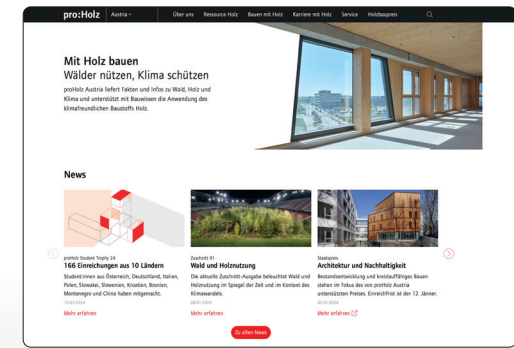 pro:Holz Austria Über uns Ressource Holz Bauen mit Holz Karriere mit Holz Service Holzbaupreis
Mit Holz bauen
Wälder nützen, Klima schützen
proHolz Austria liefert Fakten und Infos zu Wald, Holz und
Klima und unterstützt mit Bauwissen die Anwendung des
klimafreundlichen Baustoffs Holz.
News
proHolz Student Trophy 24
166 Einreichungen aus 10 Ländern
Student:innen aus Österreich, Deutschland, Italien,
Polen, Slowakei, Slowenien, Kroatien, Bosnien,
Montenegro und China haben mitgemacht.
13.03.2024
Mehr erfahren
Zuschnitt 91
Wald und Holznutzung
Die aktuelle Zuschnitt-Ausgabe beleuchtet Wald und
Holznutzung im Spiegel der Zeit und im Kontext des
Klimawandels.
08.01.2024
Mehr erfahren
Staatspreis
Architektur und Nachhaltigkeit
Bestandsentwicklung und kreislauffähiges Bauen
stehen im Fokus des von proHolz Austria
unterstützten Preises. Einreichfrist ist der 12. Jänner.
Mehr erfahren
Zu allen News